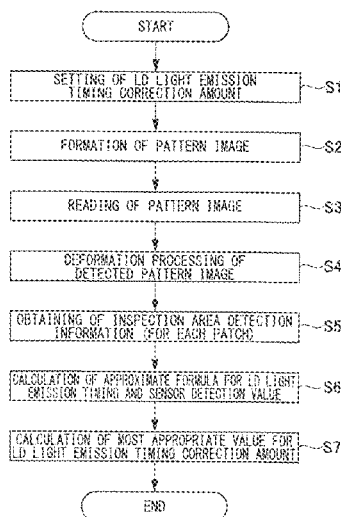 START
SETTING OF LD LIGHT EMISSION
TIMING CORRECTION AMOUNT
S1
FORMATION OF PATTERN IMAGE
S2
READING OF PATTERN IMAGE
S3
DEFORMATION PROCESSING OF
DETECTED PATTERN IMAGE
S4
OBTAINING OF INSPECTION AREA DETECTION
INFORMATION (FOR EACH PATCH)
S5
CALCULATION OF APPROXIMATE FORMULA FOR LD LIGHT
EMISSION TIMING AND SENSOR DETECTION VALUE
S6
CALCULATION OF MOST APPROPRIATE VALUE FOR
LD LIGHT EMISSION TIMING CORRECTION AMOUNT
S7
END